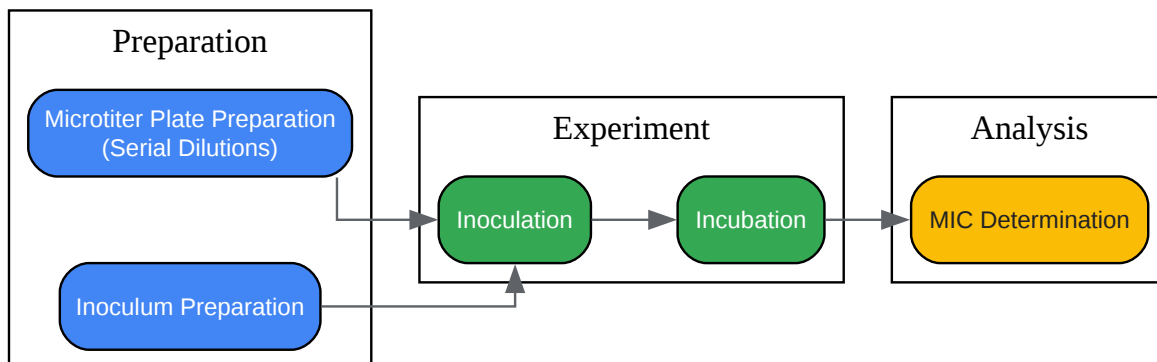 Preparation
Microtiter Plate Preparation
(Serial Dilutions)
Inoculum Preparation
Experiment
Inoculation
Incubation
Analysis
MIC Determination